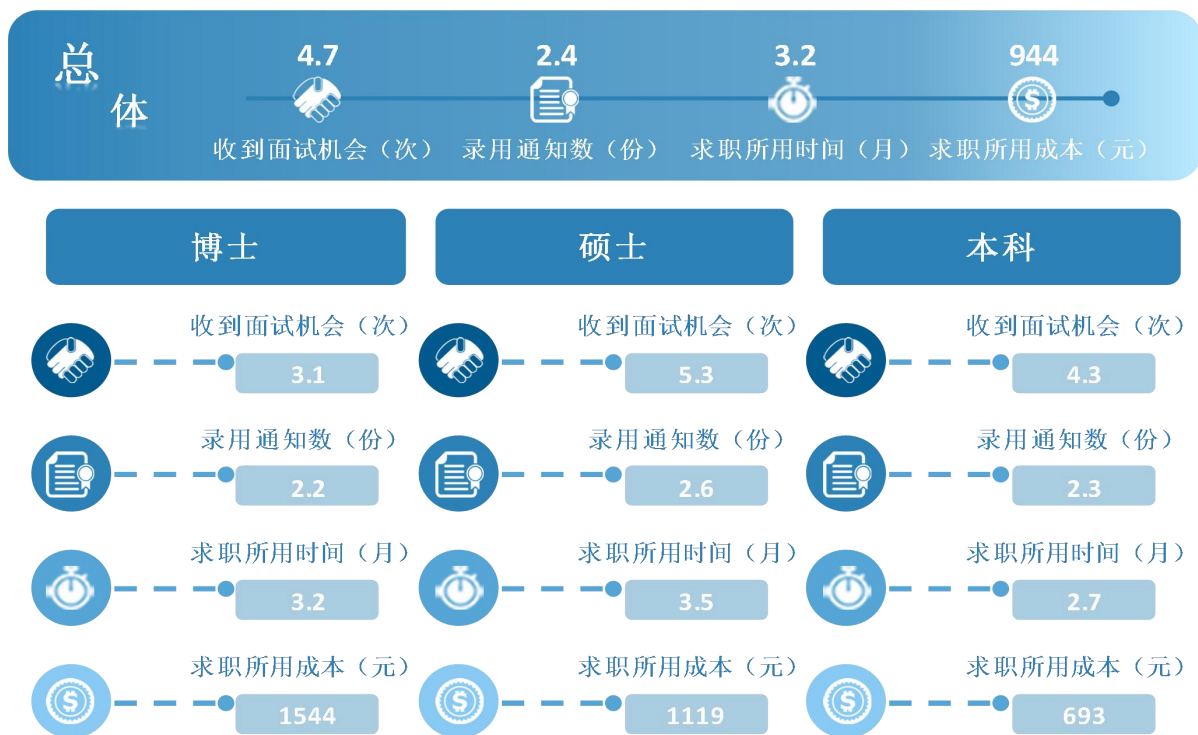 总体
4.7 2.4 3.2 944
收到面试机会（次） 录用通知数（份） 求职所用时间（月） 求职所用成本（元）
博士 硕士 本科
收到面试机会（次） 收到面试机会（次） 收到面试机会（次）
3.1 5.3 4.3
录用通知数（份） 录用通知数（份） 录用通知数（份）
2.2 2.6 2.3
求职所用时间（月） 求职所用时间（月） 求职所用时间（月）
3.2 3.5 2.7
求职所用成本（元） 求职所用成本（元） 求职所用成本（元）
1544 1119 693